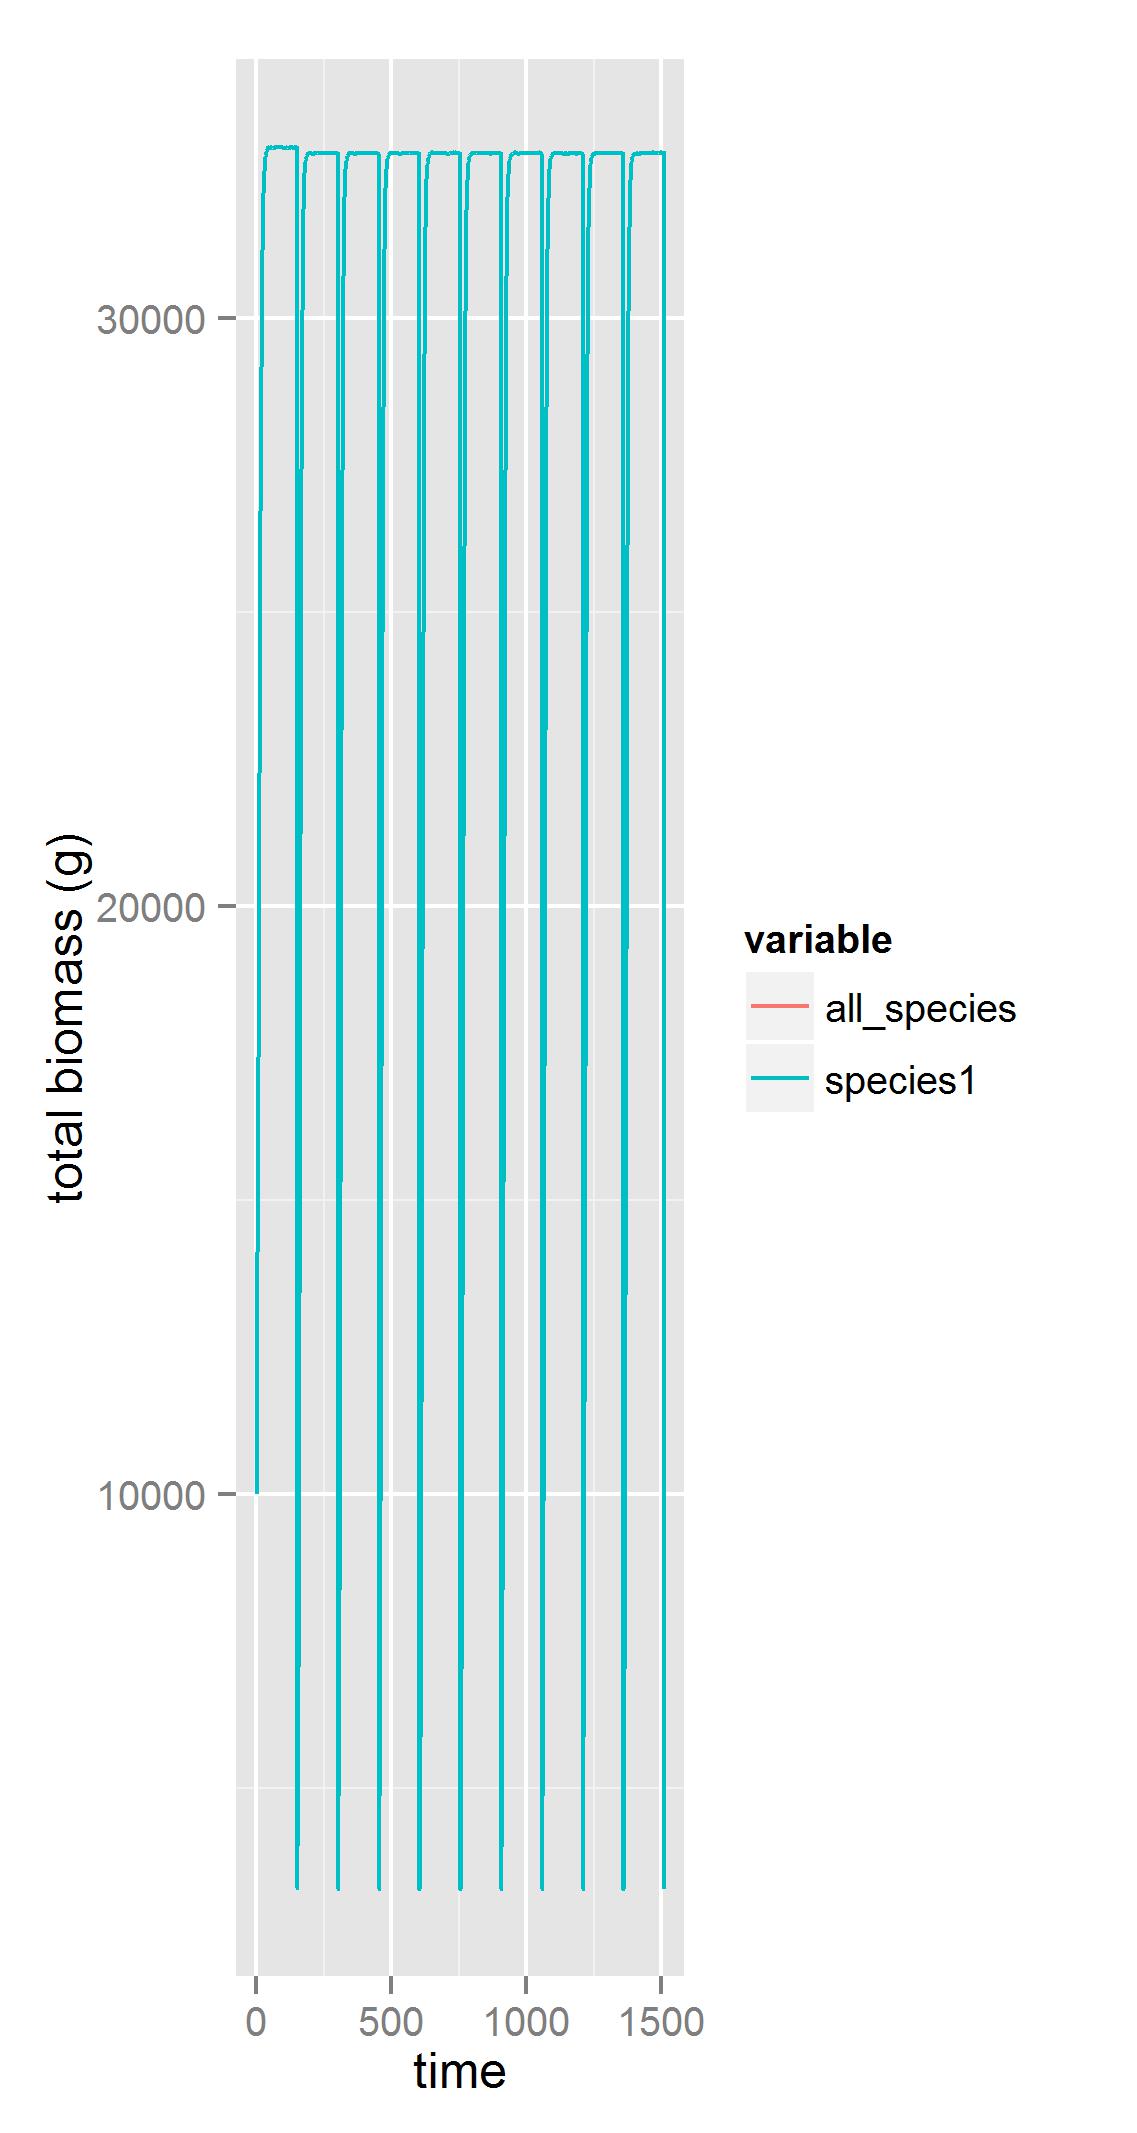 total biomass (g)
30000
20000
10000
0 500 1000 1500
time
variable
all_species
species1